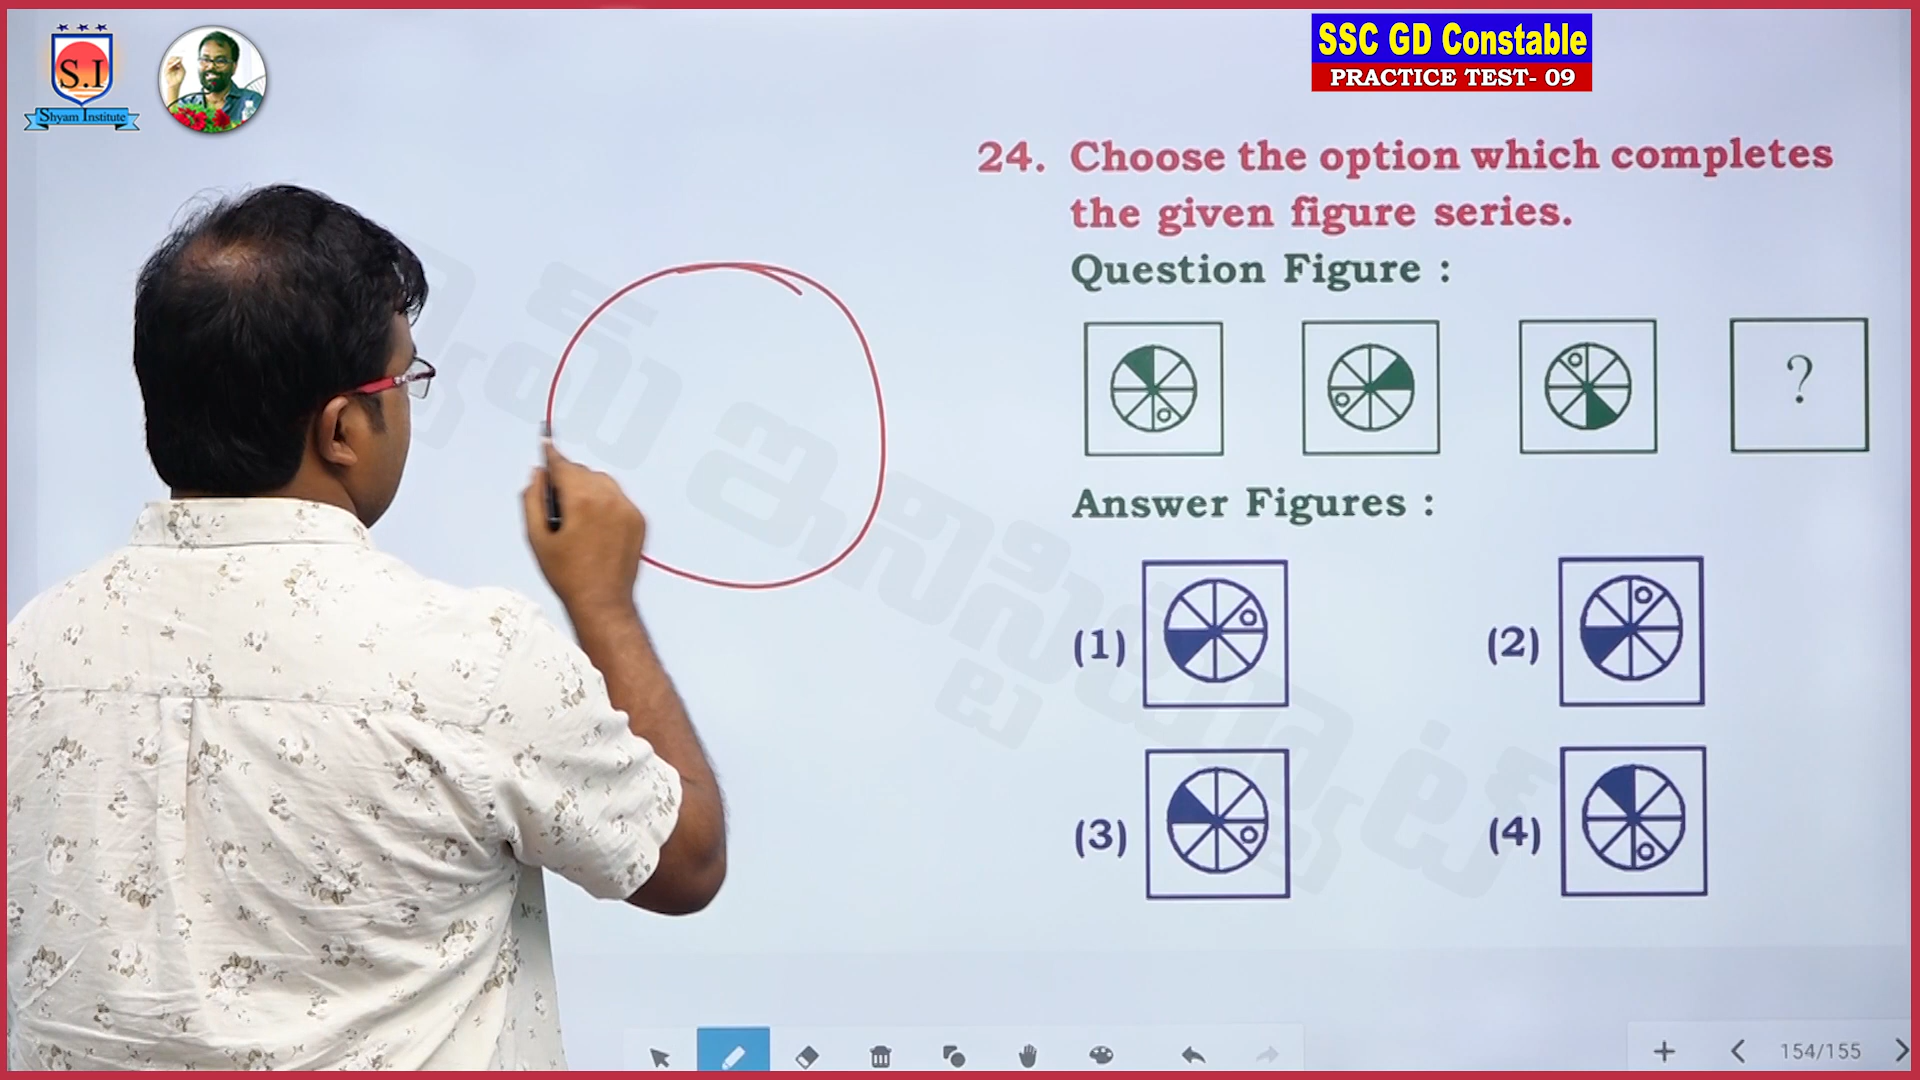 S.I
Shyam Institute
SSC GD Constable
PRACTICE TEST- 09
24. Choose the option which completes
the given figure series.
Question Figure :
?
Answer Figures :
(1)
(2)
(3)
(4)
154/155